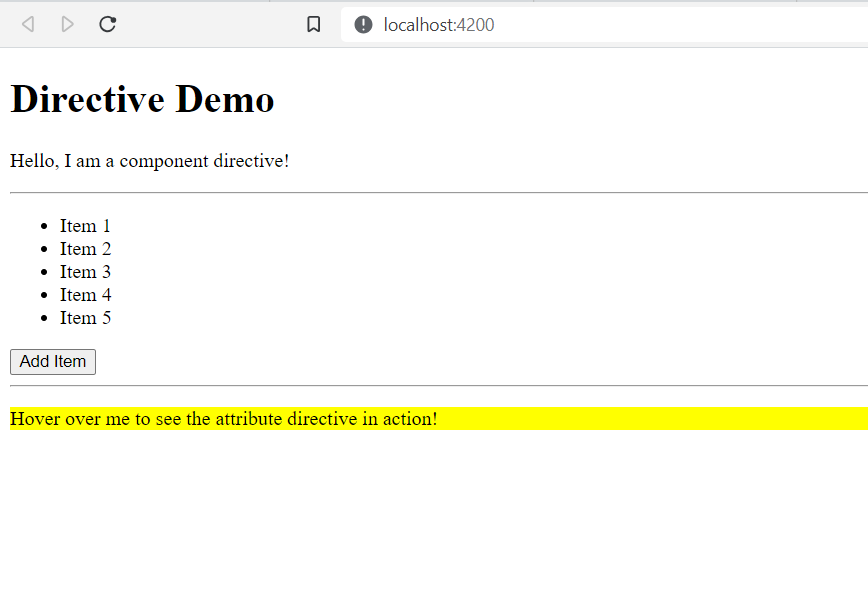 localhost:4200
Directive Demo
Hello, I am a component directive!
Item 1
Item 2
Item 3
Item 4
Item 5
Add Item
Hover over me to see the attribute directive in action!